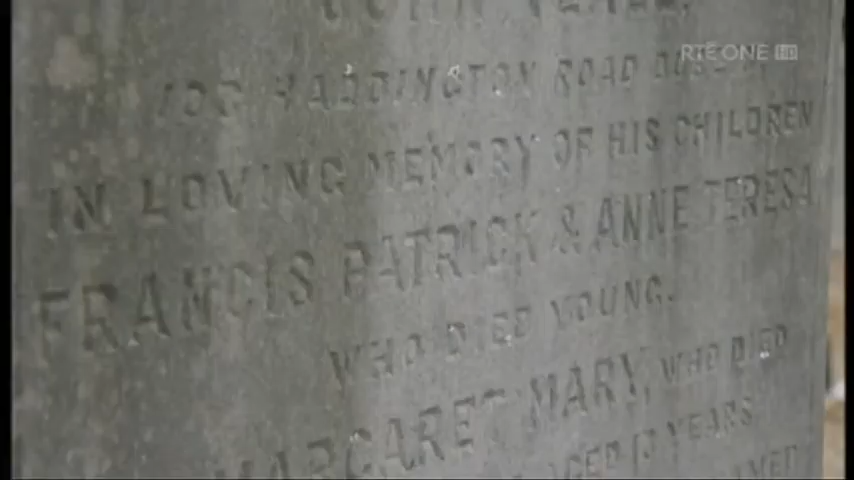 RTÉ ONE HD
HADDINGTON ROAD
IN LOVING MEMORY OF HIS CHILDREN
FRANCIS PATRICK & ANNE TERESA
WHO DIED YOUNG.
MARGARET MARY, WHO DIED
AGED 13 YEARS